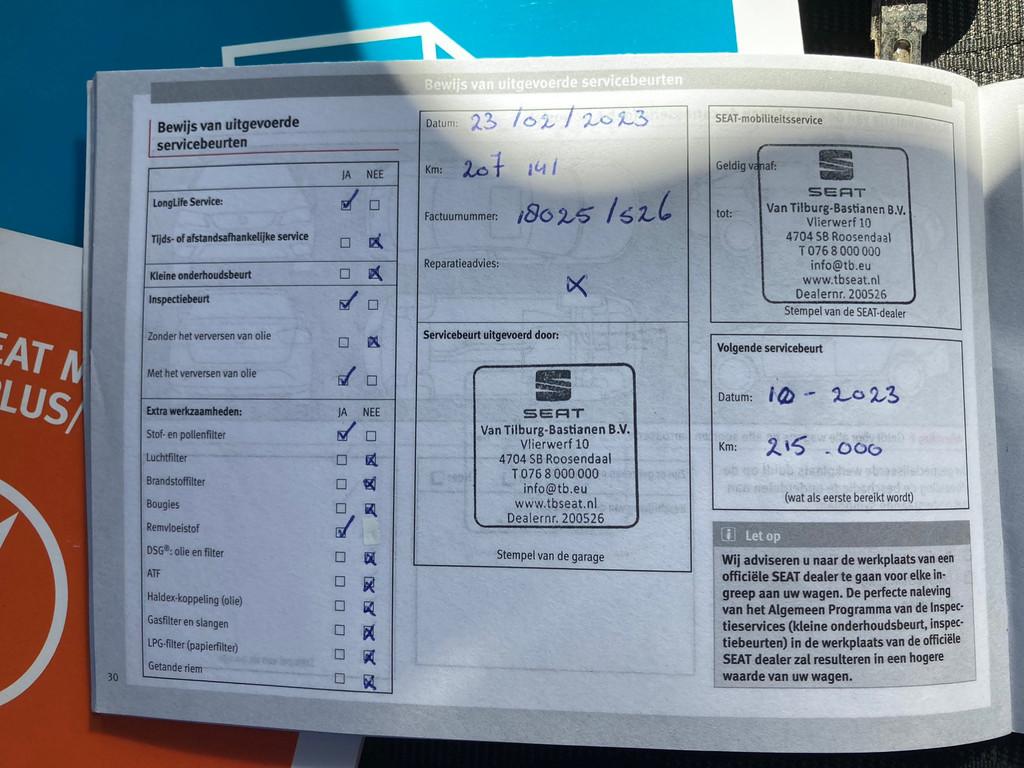 Bewijs van uitgevoerde servicebeurten
Bewijs van uitgevoerde
servicebeurten
JA NEE
LongLife Service:
Tijds- of afstandsafhankelijke service
Kleine onderhoudsbeurt
Inspectiebeurt
Zonder het verversen van olie
Met het verversen van olie
Extra werkzaamheden: JA NEE
Stof- en pollenfilter
Luchtfilter
Brandstoffilter
Bougies
Remvloeistof
DSG®: olie en filter
ATF
Haldex-koppeling (olie)
Gasfilter en slangen
LPG-filter (papierfilter)
Getande riem
30
Datum: 23/02/2023
Km: 207 141
Factuurnummer: 18025/526
Reparatieadvies:
X
Servicebeurt uitgevoerd door:
SEAT
Van Tilburg-Bastianen B.V.
Vlierwerf 10
4704 SB Roosendaal
T 076 8 000 000
info@tb.eu
www.tbseat.nl
Dealernr. 200526
Stempel van de garage
SEAT-mobiliteitsservice
Geldig vanaf:
tot:
SEAT
Van Tilburg-Bastianen B.V.
Vlierwerf 10
4704 SB Roosendaal
T 076 8 000 000
info@tb.eu
www.tbseat.nl
Dealernr. 200526
Stempel van de SEAT-dealer
Volgende servicebeurt
Datum: 10 - 2023
Km: 215.000
(wat als eerste bereikt wordt)
i Let op
Wij adviseren u naar de werkplaats van een
officiële SEAT dealer te gaan voor elke in-
greep aan uw wagen. De perfecte naleving
van het Algemeen Programma van de Inspec-
tieservices (kleine onderhoudsbeurt, inspec-
tiebeurten) in de werkplaats van de officiële
SEAT dealer zal resulteren in een hogere
waarde van uw wagen.